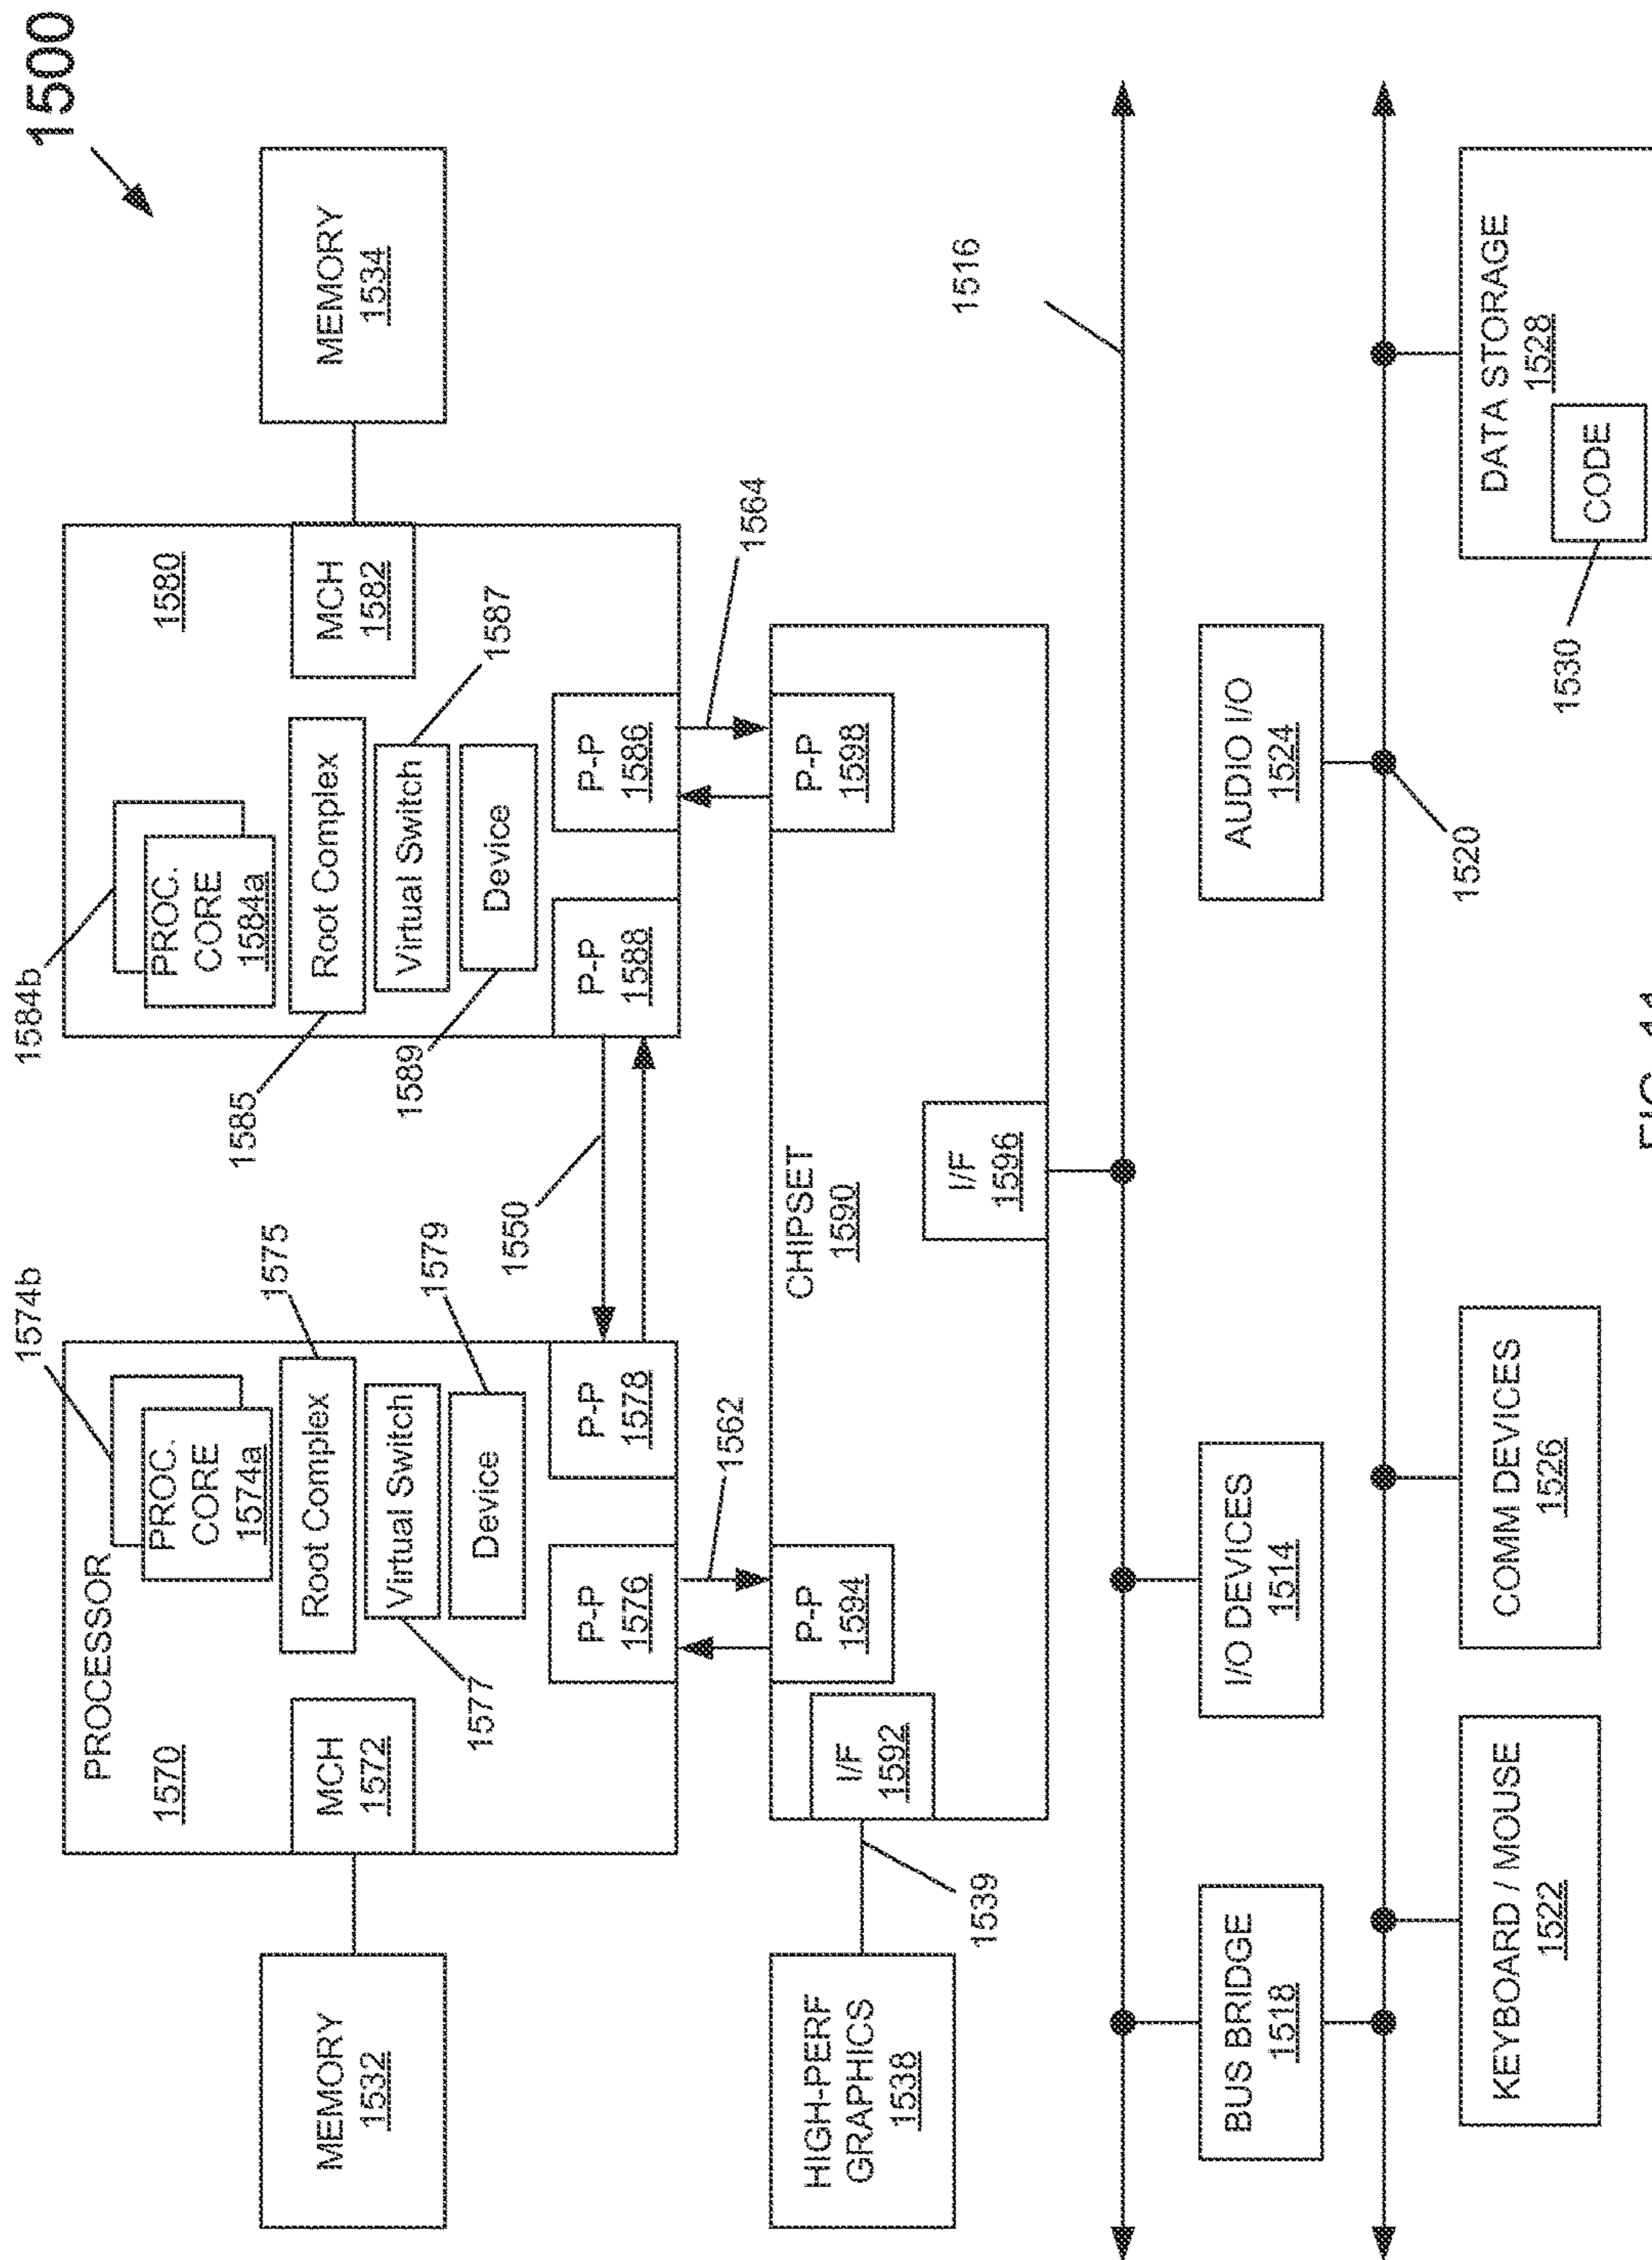 1500
1574b
1584b
PROCESSOR
1570
PROC.
CORE
1574a
PROC.
CORE
1584a
1580
1575
1585
MEMORY
1532
MCH
1572
Root Complex
Root Complex
MCH
1582
MEMORY
1534
Virtual Switch
Virtual Switch
1577
1579
1589
1587
Device
Device
1550
P-P
1576
P-P
1578
P-P
1588
P-P
1586
1562
1564
HIGH-PERF
GRAPHICS
1538
1539
I/F
1592
P-P
1594
CHIPSET
1590
P-P
1598
I/F
1596
1516
BUS BRIDGE
1518
I/O DEVICES
1514
AUDIO I/O
1524
1520
KEYBOARD / MOUSE
1522
COMM DEVICES
1526
1530
DATA STORAGE
1528
CODE
FIG. 11